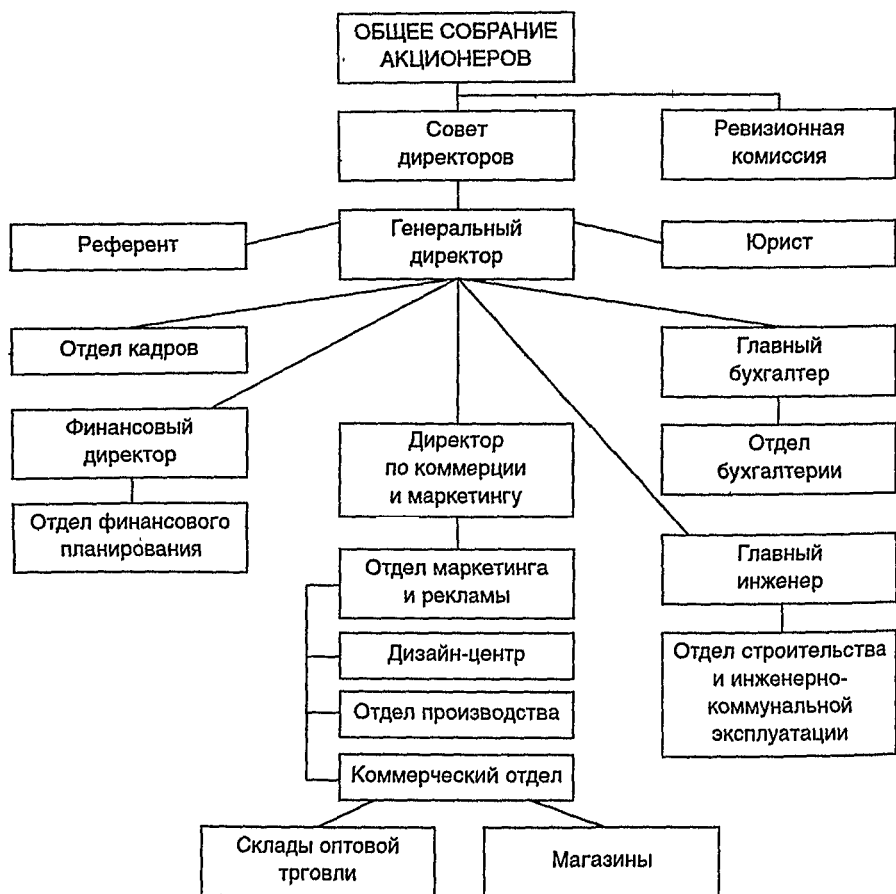 ОБЩЕЕ СОБРАНИЕ
АКЦИОНЕРОВ
Совет
директоров
Ревизионная
комиссия
Референт
Генеральный
директор
Юрист
Отдел кадров
Главный
бухгалтер
Финансовый
директор
Директор
по коммерции
и маркетингу
Отдел
бухгалтерии
Отдел финансового
планирования
Отдел маркетинга
и рекламы
Главный
инженер
Дизайн-центр
Отдел строительства
и инженерно-
коммунальной
эксплуатации
Отдел производства
Коммерческий отдел
Склады оптовой
трговли
Магазины